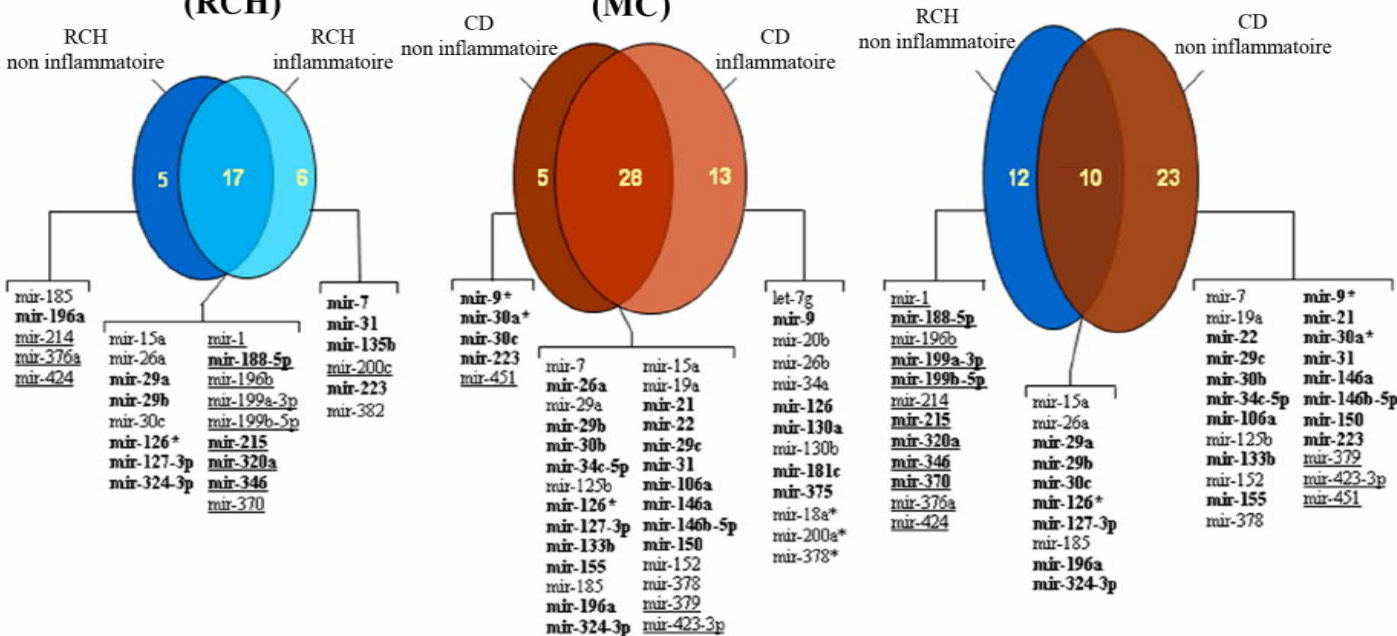 (RCH)
RCH
non inflammatoire
RCH
inflammatoire
5
17
6
mir-185
mir-196a
mir-214
mir-376a
mir-424
mir-15a
mir-26a
mir-29a
mir-29b
mir-30c
mir-126*
mir-127-3p
mir-324-3p
mir-1
mir-188-5p
mir-196b
mir-199a-3p
mir-199b-5p
mir-215
mir-320a
mir-346
mir-370
mir-7
mir-31
mir-135b
mir-200c
mir-223
mir-382
(MC)
CD
non inflammatoire
CD
inflammatoire
5
28
13
mir-9*
mir-30a*
mir-30c
mir-223
mir-451
mir-7
mir-26a
mir-29a
mir-29b
mir-30b
mir-34c-5p
mir-125b
mir-126*
mir-127-3p
mir-133b
mir-155
mir-185
mir-196a
mir-324-3p
mir-15a
mir-19a
mir-21
mir-22
mir-29c
mir-31
mir-106a
mir-146a
mir-146b-5p
mir-150
mir-152
mir-378
mir-379
mir-423-3p
let-7g
mir-9
mir-20b
mir-26b
mir-34a
mir-126
mir-130a
mir-130b
mir-181c
mir-375
mir-18a*
mir-200a*
mir-378*
RCH
non inflammatoire
CD
non inflammatoire
12
10
23
mir-1
mir-188-5p
mir-196b
mir-199a-3p
mir-199b-5p
mir-214
mir-215
mir-320a
mir-346
mir-370
mir-376a
mir-424
mir-15a
mir-26a
mir-29a
mir-29b
mir-30c
mir-126*
mir-127-3p
mir-185
mir-196a
mir-324-3p
mir-7
mir-19a
mir-22
mir-29c
mir-30b
mir-34c-5p
mir-106a
mir-125b
mir-133b
mir-152
mir-155
mir-378
mir-9*
mir-21
mir-30a*
mir-31
mir-146a
mir-146b-5p
mir-150
mir-223
mir-379
mir-423-3p
mir-451